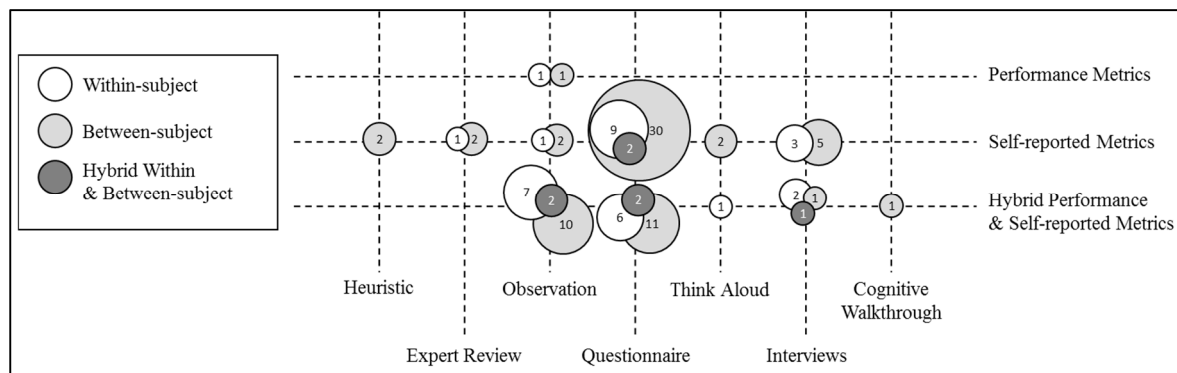 Within-subject
Between-subject
Hybrid Within
& Between-subject
1 1
Performance Metrics
2 1 2 1 2 9 30 2 2 3 5
Self-reported Metrics
7 2 10 6 2 11 1 2 1 1 1
Hybrid Performance
& Self-reported Metrics
Heuristic Observation Think Aloud Cognitive
Walkthrough
Expert Review Questionnaire Interviews